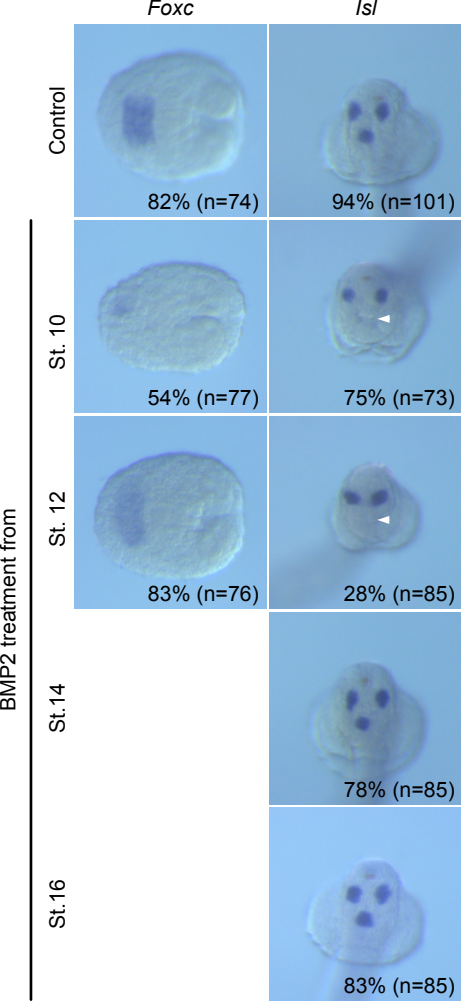 Foxc Isl
Control
82% (n=74) 94% (n=101)
BMP2 treatment from
St. 10
54% (n=77) 75% (n=73)
St. 12
83% (n=76) 28% (n=85)
St.14
78% (n=85)
St.16
83% (n=85)